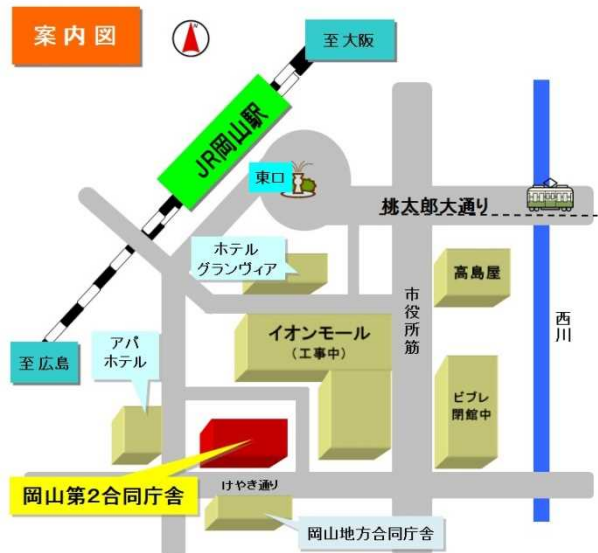 案内図
至大阪
JR岡山駅
東口
桃太郎大通り
ホテル
グランヴィア
高島屋
市役所筋
西川
イオンモール
（工事中）
アパ
ホテル
至広島
ビブレ
閉館中
岡山第２合同庁舎
けやき通り
岡山地方合同庁舎